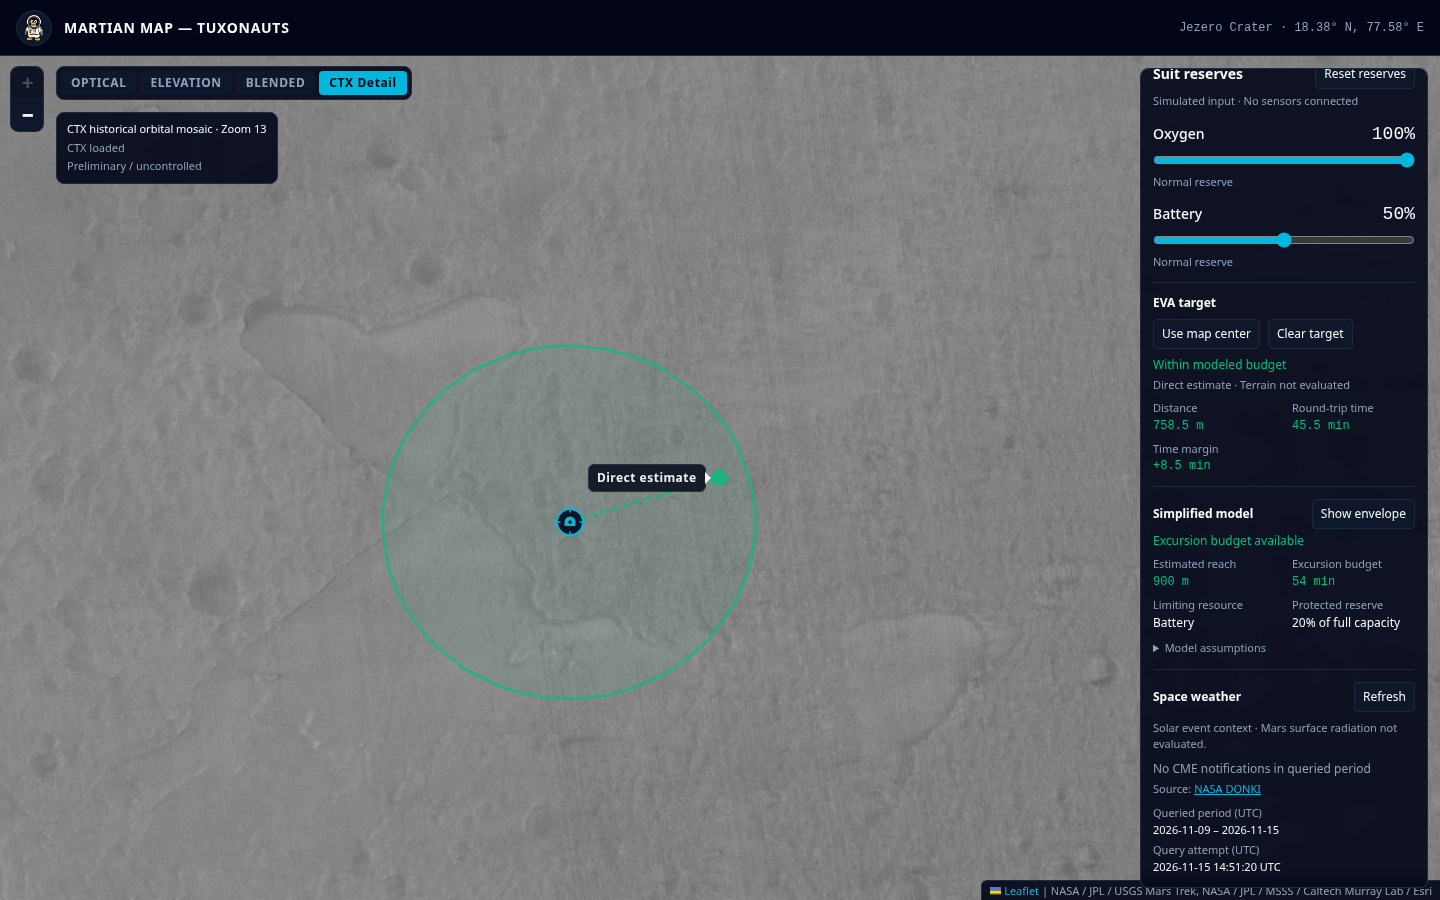 MARTIAN MAP — TUXONAUTS
Jezero Crater · 18.38° N, 77.58° E
+
−
OPTICAL
ELEVATION
BLENDED
CTX Detail
CTX historical orbital mosaic · Zoom 13
CTX loaded
Preliminary / uncontrolled
Direct estimate
Suit reserves
Reset reserves
Simulated input · No sensors connected
Oxygen
100%
Normal reserve
Battery
50%
Normal reserve
EVA target
Use map center
Clear target
Within modeled budget
Direct estimate · Terrain not evaluated
Distance
758.5 m
Round-trip time
45.5 min
Time margin
+8.5 min
Simplified model
Show envelope
Excursion budget available
Estimated reach
900 m
Excursion budget
54 min
Limiting resource
Battery
Protected reserve
20% of full capacity
Model assumptions
Space weather
Refresh
Solar event context · Mars surface radiation not
evaluated.
No CME notifications in queried period
Source: NASA DONKI
Queried period (UTC)
2026-11-09 – 2026-11-15
Query attempt (UTC)
2026-11-15 14:51:20 UTC
Leaflet | NASA / JPL / USGS Mars Trek, NASA / JPL / MSSS / Caltech Murray Lab / Esri